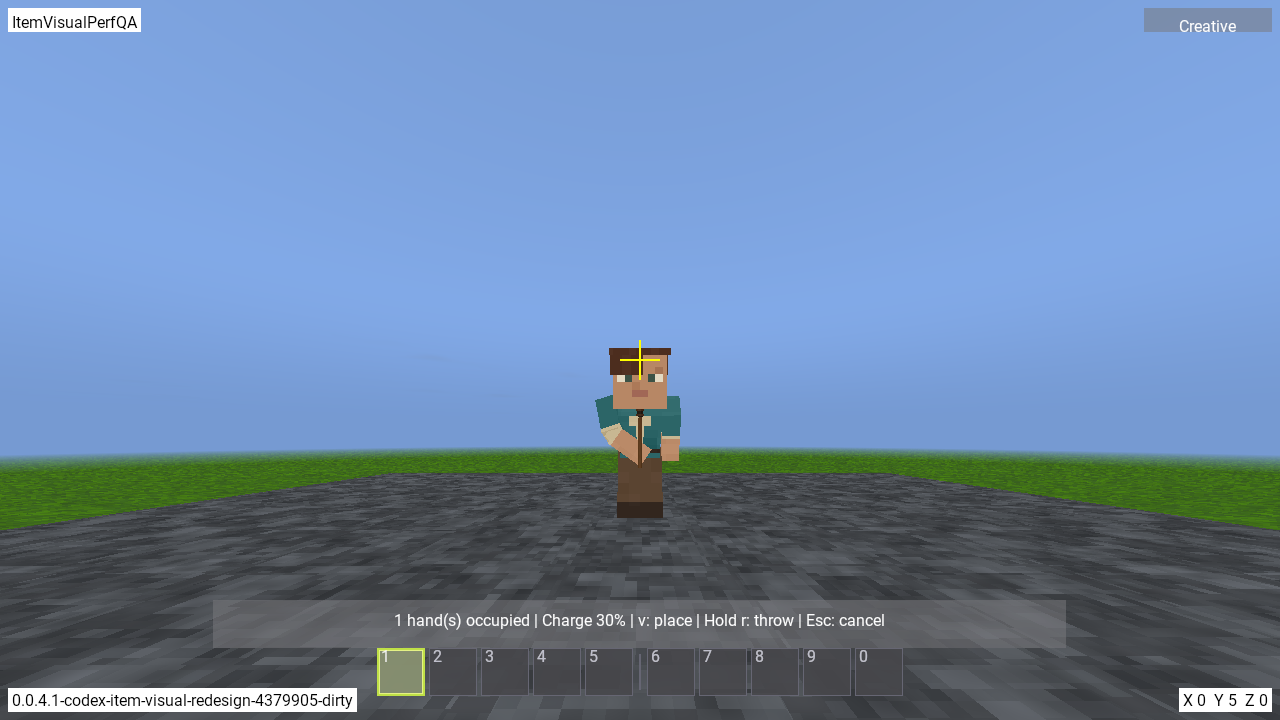 ItemVisualPerfQA
Creative
1 hand(s) occupied | Charge 30% | v: place | Hold r: throw | Esc: cancel
1 2 3 4 5 6 7 8 9 0
0.0.4.1-codex-item-visual-redesign-4379905-dirty
X 0 Y 5 Z 0